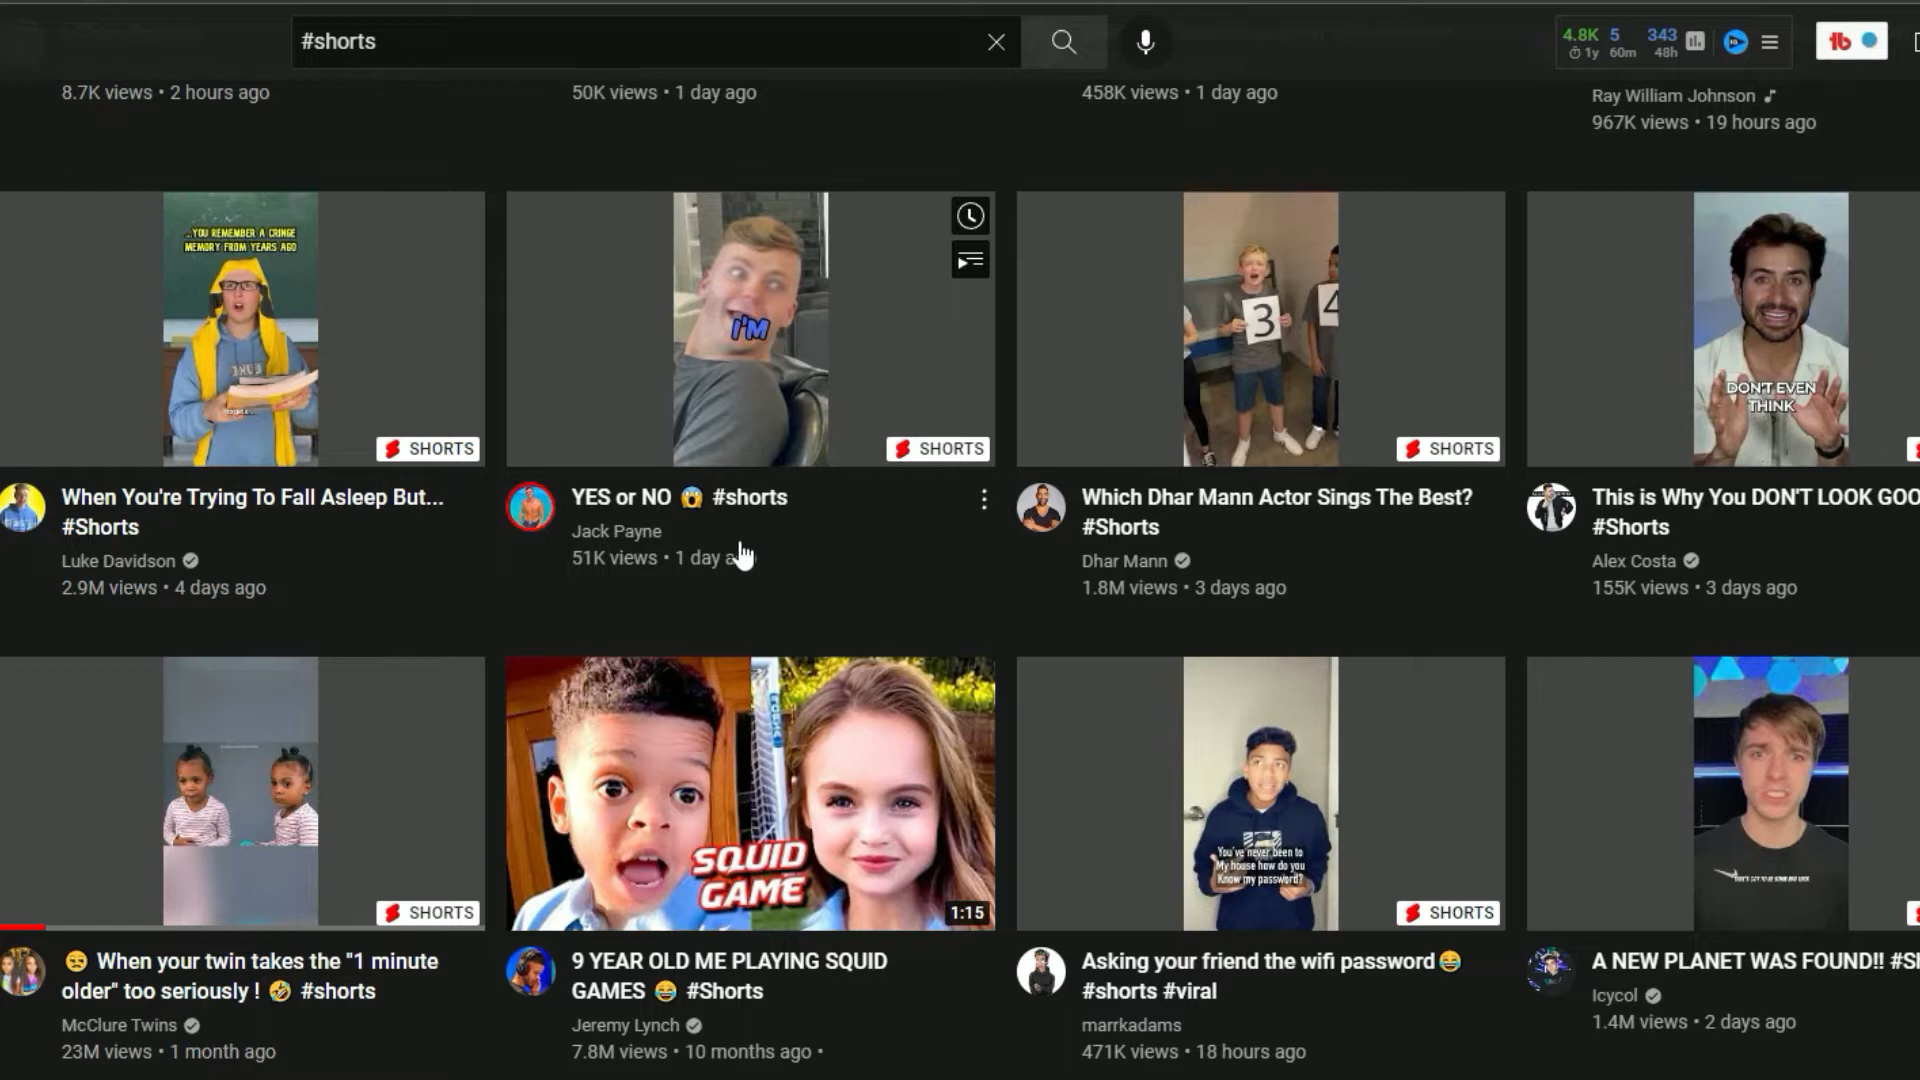 #shorts
4.8K 5 343
1y 60m 48h
8.7K views • 2 hours ago
50K views • 1 day ago
458K views • 1 day ago
Ray William Johnson
967K views • 19 hours ago
...YOU REMEMBER A CRINGE
MEMORY FROM YEARS AGO
SHORTS
I'M
SHORTS
3
4
SHORTS
DON'T EVEN
THINK
When You're Trying To Fall Asleep But...
#Shorts
Luke Davidson
2.9M views • 4 days ago
YES or NO 😱 #shorts
Jack Payne
51K views • 1 day a
Which Dhar Mann Actor Sings The Best?
#Shorts
Dhar Mann
1.8M views • 3 days ago
This is Why You DON'T LOOK GOO
#Shorts
Alex Costa
155K views • 3 days ago
SHORTS
SQUID
GAME
1:15
You've never been to
My house how do you
Know my password?
SHORTS
😒 When your twin takes the "1 minute
older" too seriously ! 🤣 #shorts
McClure Twins
23M views • 1 month ago
9 YEAR OLD ME PLAYING SQUID
GAMES 😂 #Shorts
Jeremy Lynch
7.8M views • 10 months ago •
Asking your friend the wifi password 😂
#shorts #viral
marrkadams
471K views • 18 hours ago
A NEW PLANET WAS FOUND!! #S
Icycol
1.4M views • 2 days ago